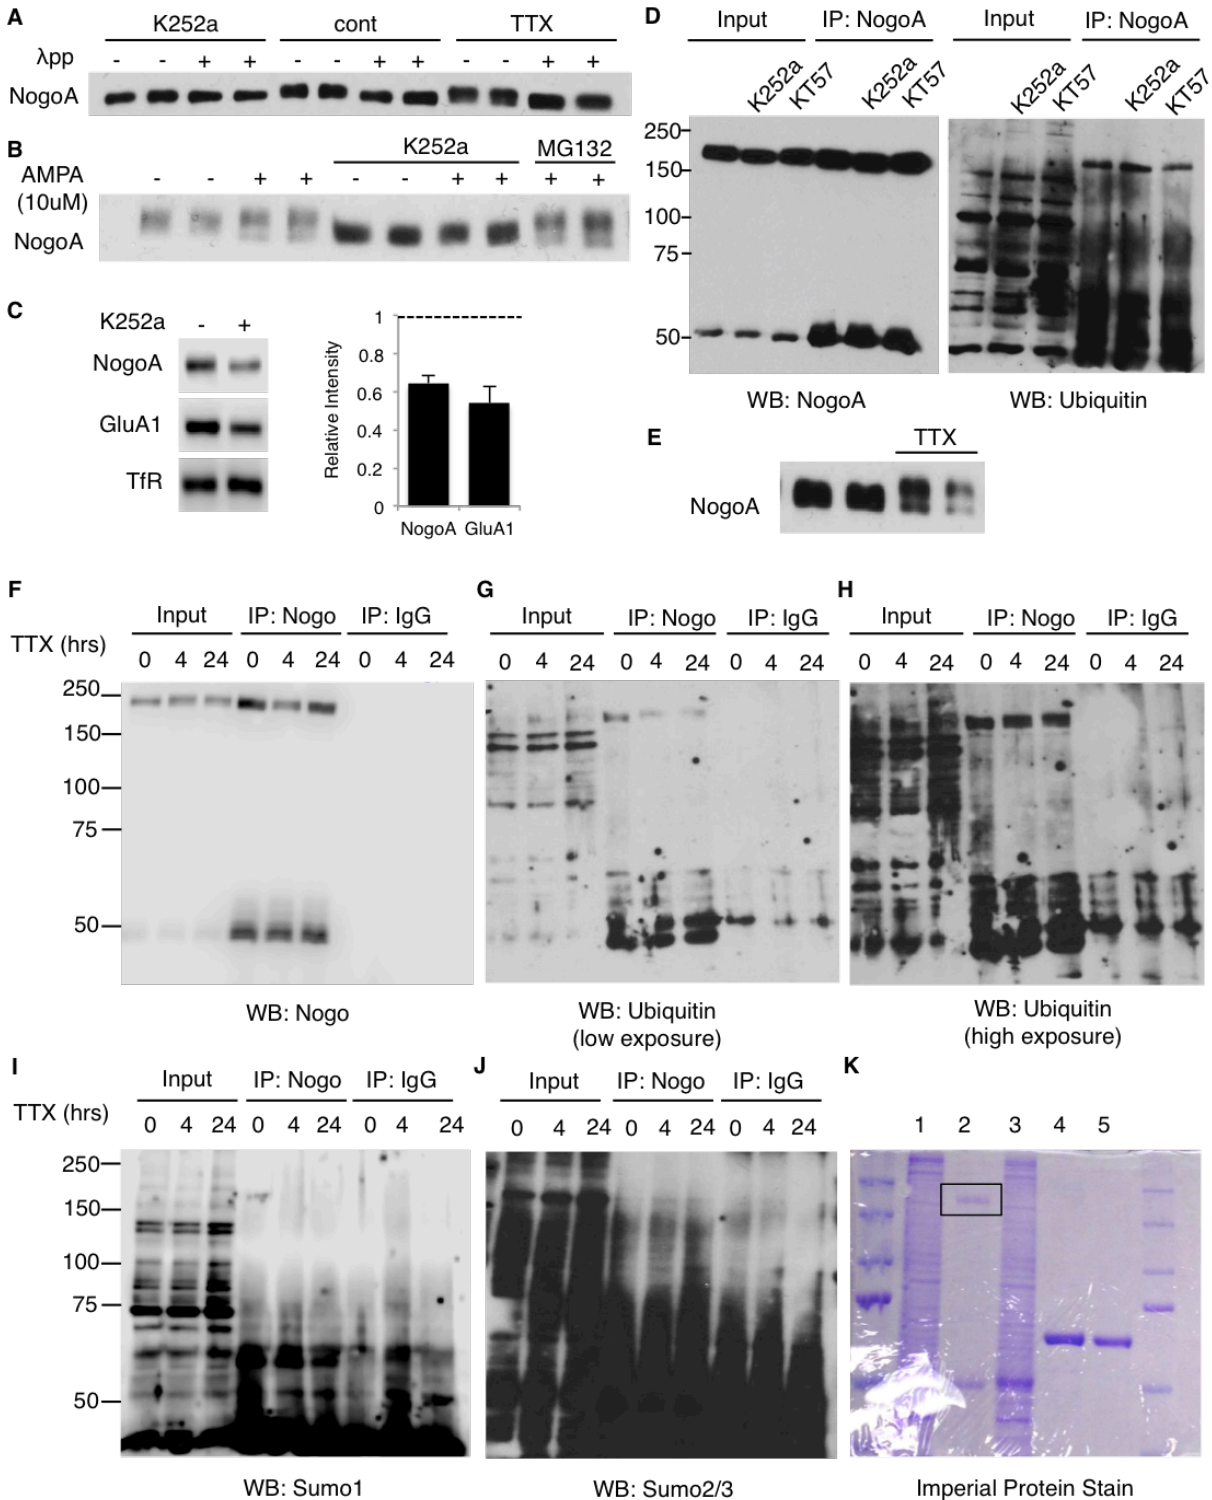 A
K252a cont TTX
λpp - - + + - - + + - - + +
NogoA
B
K252a MG132
AMPA - - + + - - + + + +
(10uM)
NogoA
C
K252a - +
NogoA
GluA1
TfR
Relative Intensity
1
0.8
0.6
0.4
0.2
0
NogoA GluA1
D
Input IP: NogoA Input IP: NogoA
K252a KT57 K252a KT57 K252a KT57 K252a KT57
250
150
100
75
50
WB: NogoA WB: Ubiquitin
E
TTX
NogoA
F
Input IP: Nogo IP: IgG
TTX (hrs)
0 4 24 0 4 24 0 4 24
250
150
100
75
50
WB: Nogo
G
Input IP: Nogo IP: IgG
0 4 24 0 4 24 0 4 24
WB: Ubiquitin
(low exposure)
H
Input IP: Nogo IP: IgG
0 4 24 0 4 24 0 4 24
WB: Ubiquitin
(high exposure)
I
Input IP: Nogo IP: IgG
TTX (hrs)
0 4 24 0 4 24 0 4 24
250
150
100
75
50
WB: Sumo1
J
Input IP: Nogo IP: IgG
0 4 24 0 4 24 0 4 24
WB: Sumo2/3
K
1 2 3 4 5
Imperial Protein Stain